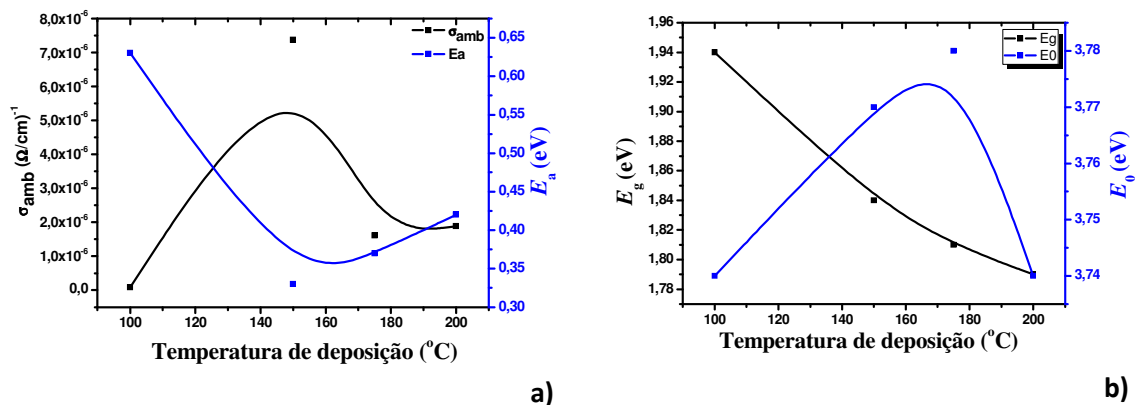 8,0x10⁻⁶
7,0x10⁻⁶
6,0x10⁻⁶
5,0x10⁻⁶
4,0x10⁻⁶
3,0x10⁻⁶
2,0x10⁻⁶
1,0x10⁻⁶
0,0
σamb (Ω/cm)⁻¹
σamb
Ea
0,65
0,60
0,55
0,50
0,45
0,40
0,35
0,30
Ea (eV)
100 120 140 160 180 200
Temperatura de deposição (°C)
a)
1,96
1,94
1,92
1,90
1,88
1,86
1,84
1,82
1,80
1,78
Eg (eV)
Eg
E0
3,78
3,77
3,76
3,75
3,74
E0 (eV)
100 120 140 160 180 200
Temperatura de deposição (°C)
b)